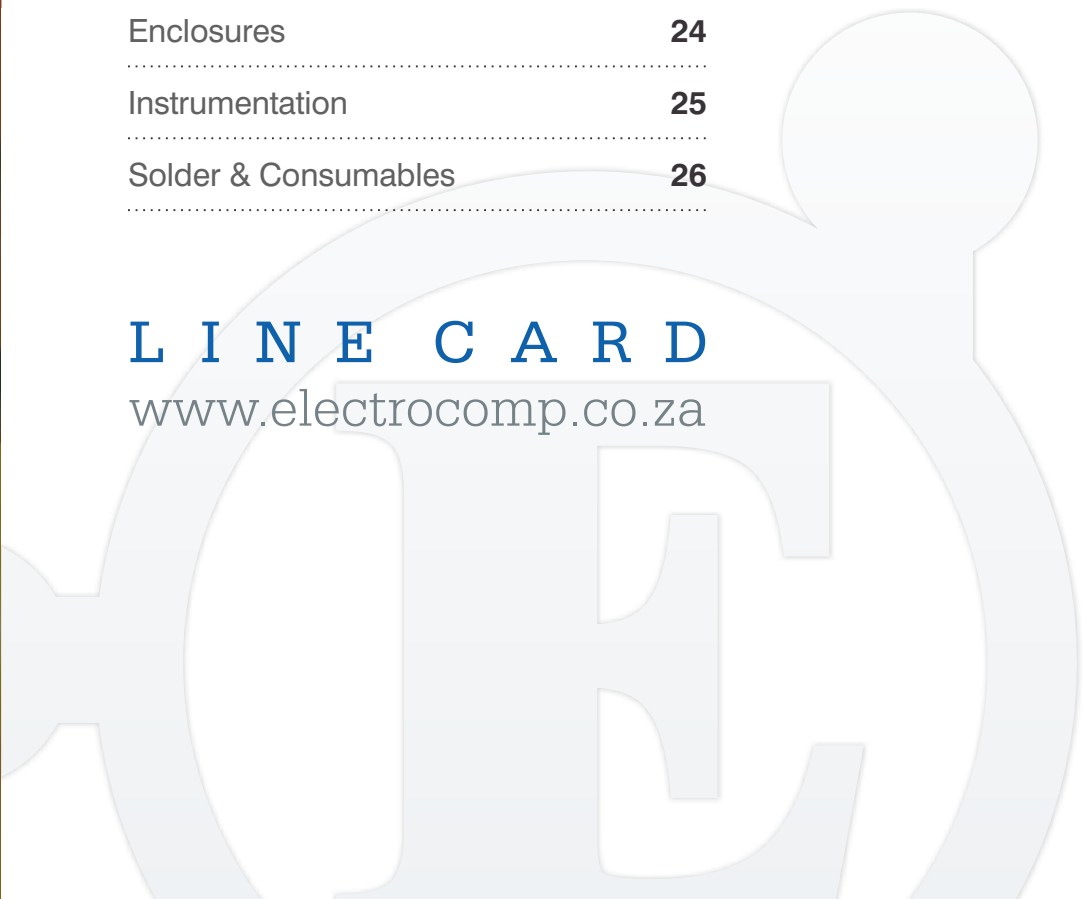 Enclosures 24
Instrumentation 25
Solder & Consumables 26
LINE CARD
www.electrocomp.co.za
E